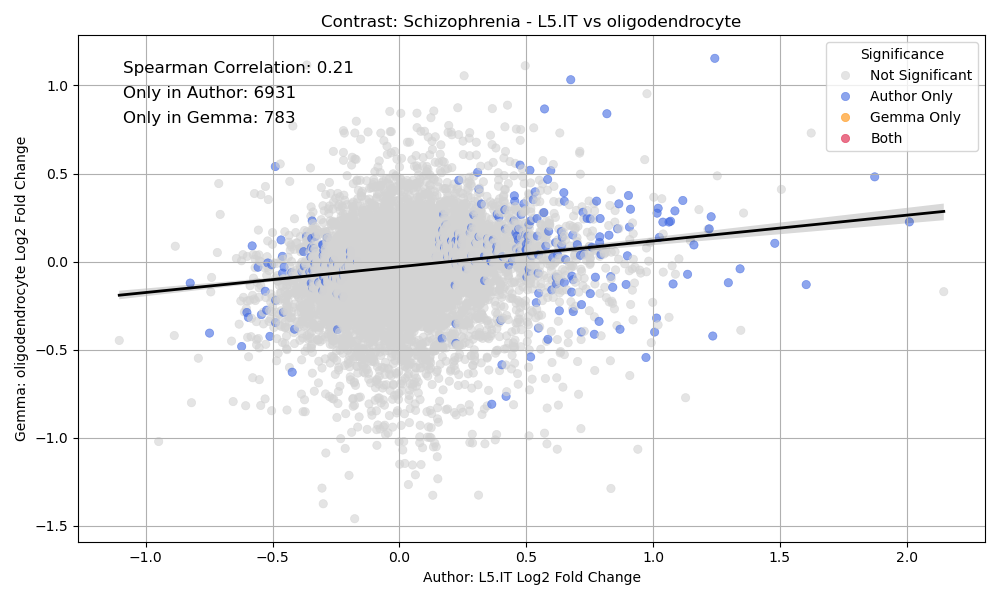 Contrast: Schizophrenia - L5.IT vs oligodendrocyte
Spearman Correlation: 0.21
Only in Author: 6931
Only in Gemma: 783
Significance
Not Significant
Author Only
Gemma Only
Both
Gemma: oligodendrocyte Log2 Fold Change
1.0
0.5
0.0
−0.5
−1.0
−1.5
−1.0
−0.5
0.0
0.5
1.0
1.5
2.0
Author: L5.IT Log2 Fold Change